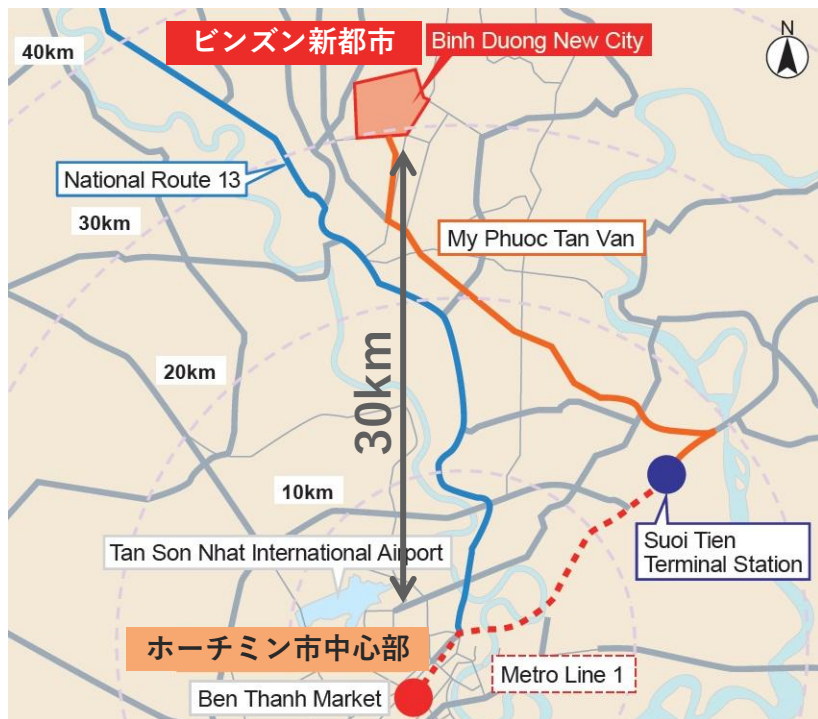 ビンズン新都市
Binh Duong New City
N
40km
National Route 13
30km
My Phuoc Tan Van
20km
30km
10km
Tan Son Nhat International Airport
Suoi Tien
Terminal Station
ホーチミン市中心部
Metro Line 1
Ben Thanh Market